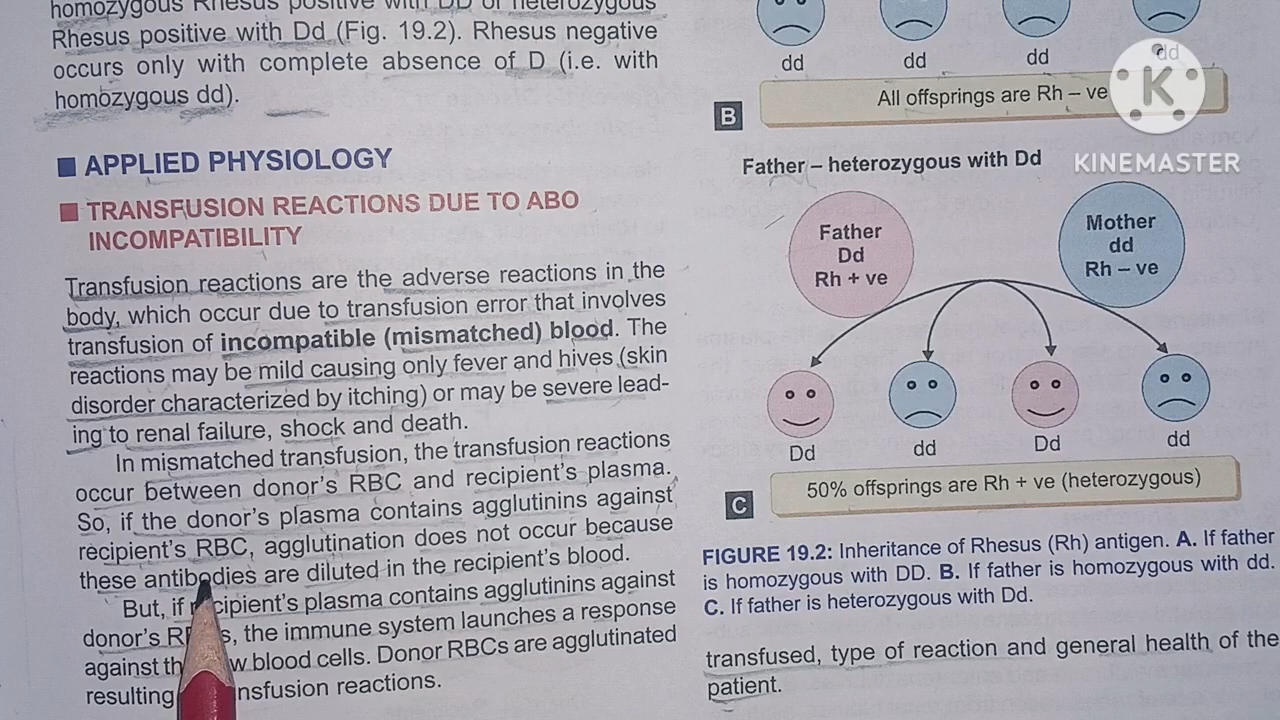 homozygous Rhesus positive with DD or heterozygous
Rhesus positive with Dd (Fig. 19.2). Rhesus negative
occurs only with complete absence of D (i.e. with
homozygous dd).
APPLIED PHYSIOLOGY
TRANSFUSION REACTIONS DUE TO ABO
INCOMPATIBILITY
Transfusion reactions are the adverse reactions in the
body, which occur due to transfusion error that involves
transfusion of incompatible (mismatched) blood. The
reactions may be mild causing only fever and hives (skin
disorder characterized by itching) or may be severe lead-
ing to renal failure, shock and death.
In mismatched transfusion, the transfusion reactions
occur between donor's RBC and recipient's plasma.
So, if the donor's plasma contains agglutinins against
recipient's RBC, agglutination does not occur because
these antibodies are diluted in the recipient's blood.
But, if recipient's plasma contains agglutinins against
donor's the immune system launches a response
against blood cells. Donor RBCs are agglutinated
resulting transfusion reactions.
dd dd dd dd
All offsprings are Rh – ve
B
K
KINEMASTER
Father – heterozygous with Dd
Father
Dd
Rh + ve
Mother
dd
Rh – ve
Dd dd Dd dd
50% offsprings are Rh + ve (heterozygous)
C
FIGURE 19.2: Inheritance of Rhesus (Rh) antigen. A. If father
is homozygous with DD. B. If father is homozygous with dd.
C. If father is heterozygous with Dd.
transfused, type of reaction and general health of the
patient.